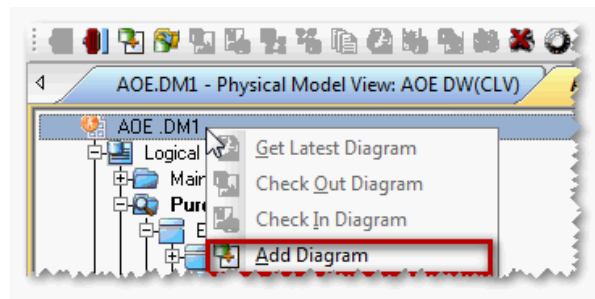 AOE.DM1 - Physical Model View: AOE DW(CLV)
AOE .DM1
Logical
Get Latest Diagram
Main
Check Out Diagram
Pur
Check In Diagram
E
Add Diagram